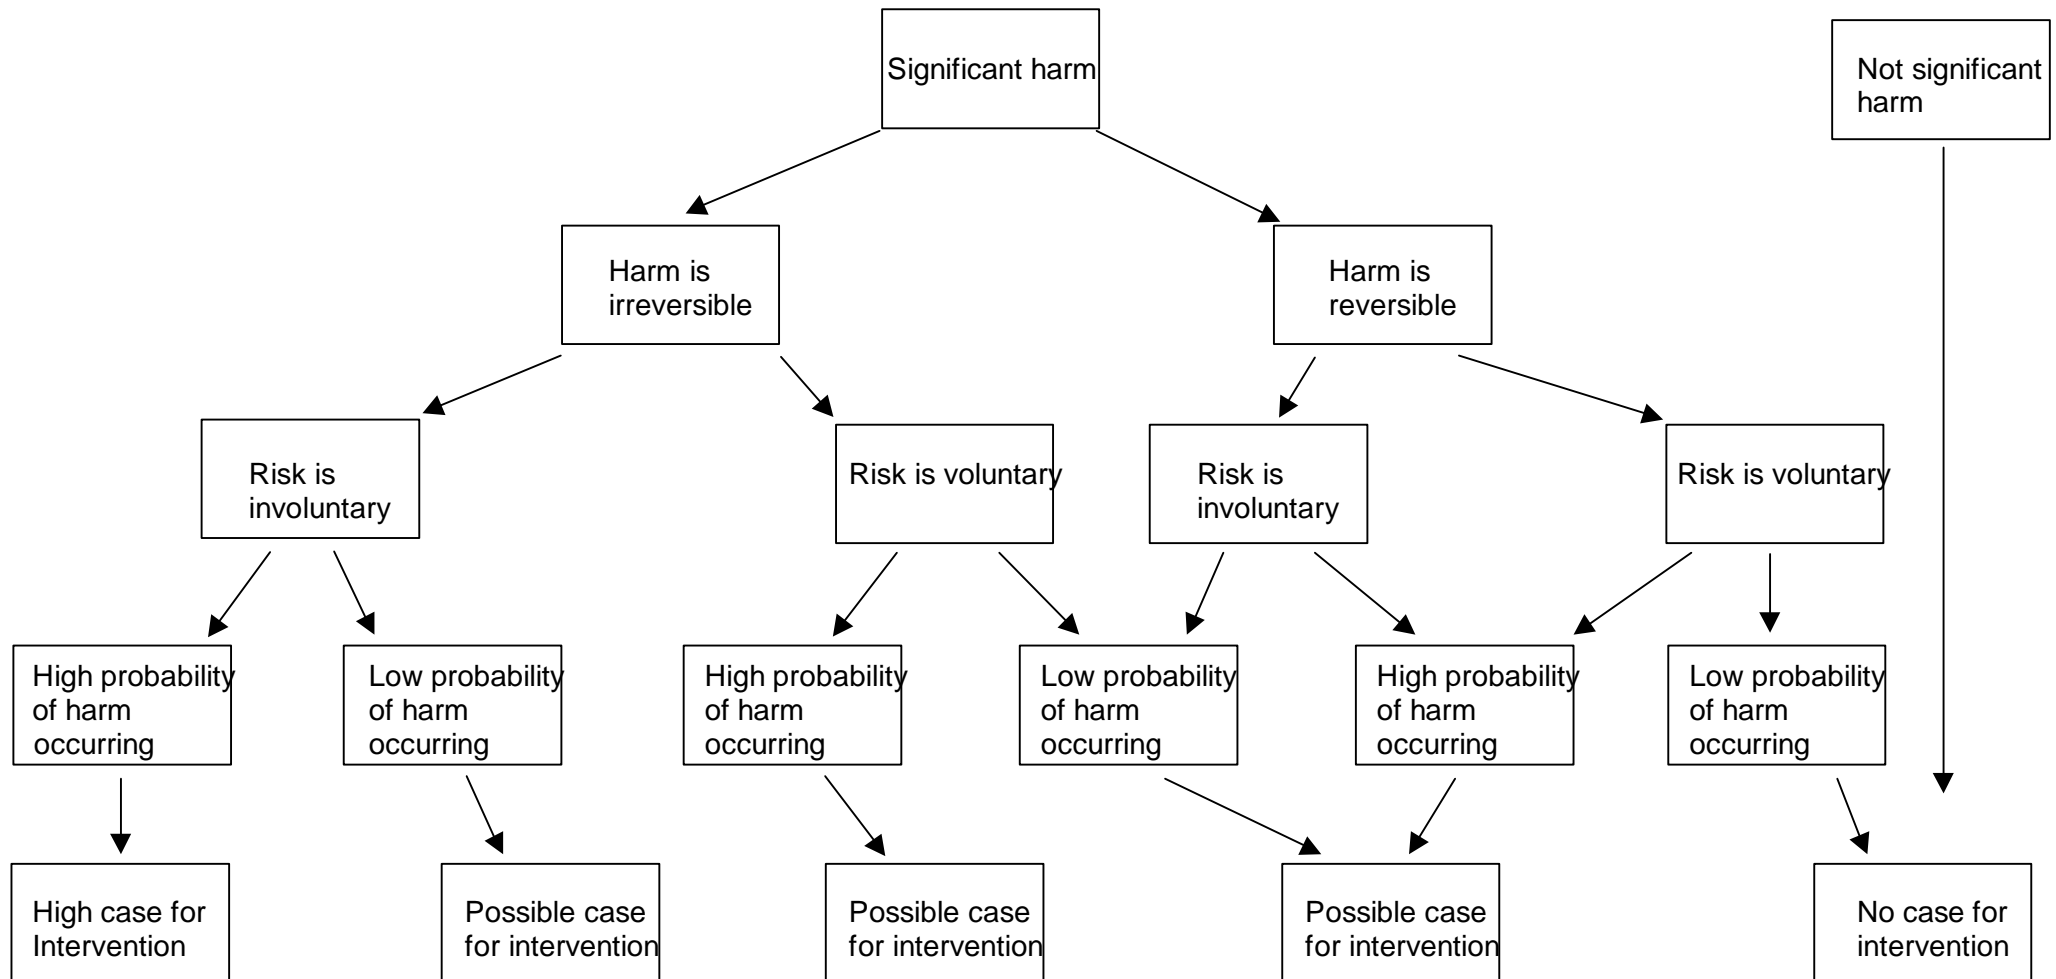 Significant harm
Not significant
harm
Harm is
irreversible
Harm is
reversible
Risk is
involuntary
Risk is voluntary
Risk is
involuntary
Risk is voluntary
High probability
of harm
occurring
Low probability
of harm
occurring
High probability
of harm
occurring
Low probability
of harm
occurring
High probability
of harm
occurring
Low probability
of harm
occurring
High case for
Intervention
Possible case
for intervention
Possible case
for intervention
Possible case
for intervention
No case for
intervention